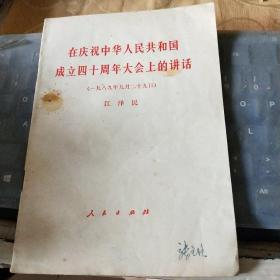 在庆祝中华人民共和国
成立四十周年大会上的讲话
(一九八九年九月二十九日)
江泽民
人民出版社